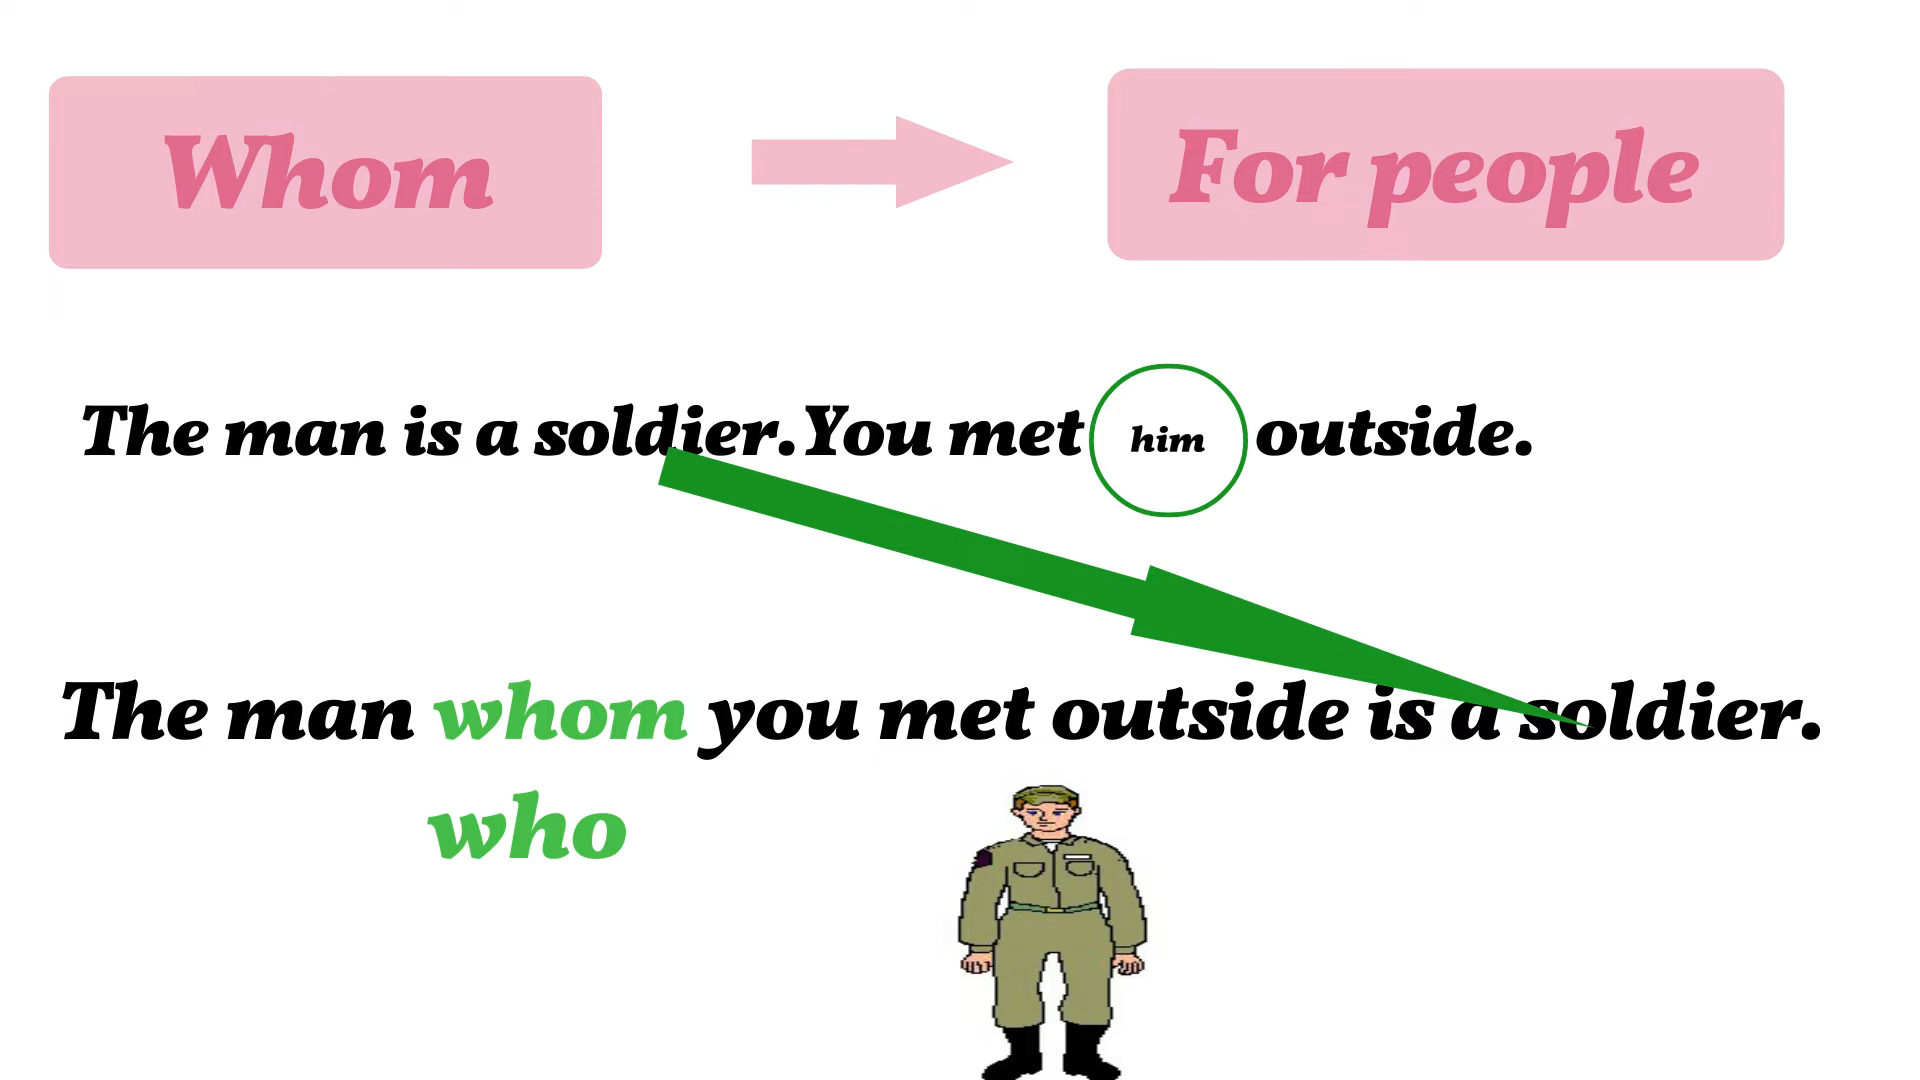 Whom
For people
The man is a soldier.You met him outside.
The man whom you met outside is a soldier.
who